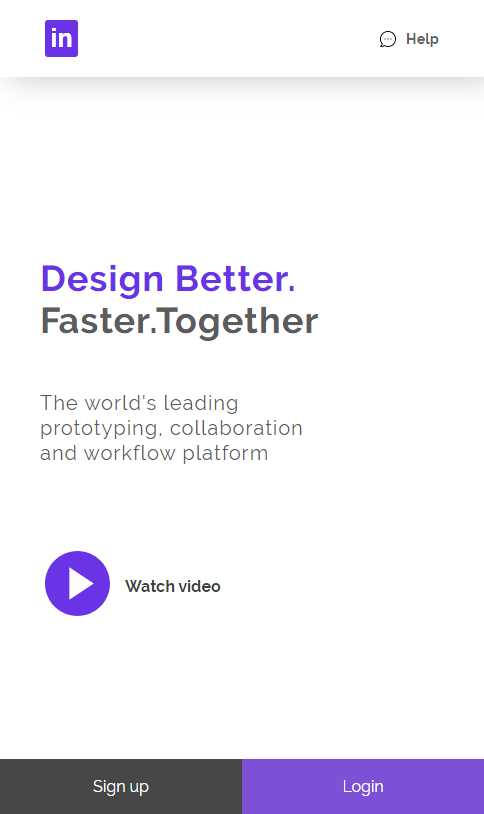 in
Help
Design Better.
Faster.Together
The world's leading
prototyping, collaboration
and workflow platform
Watch video
Sign up
Login